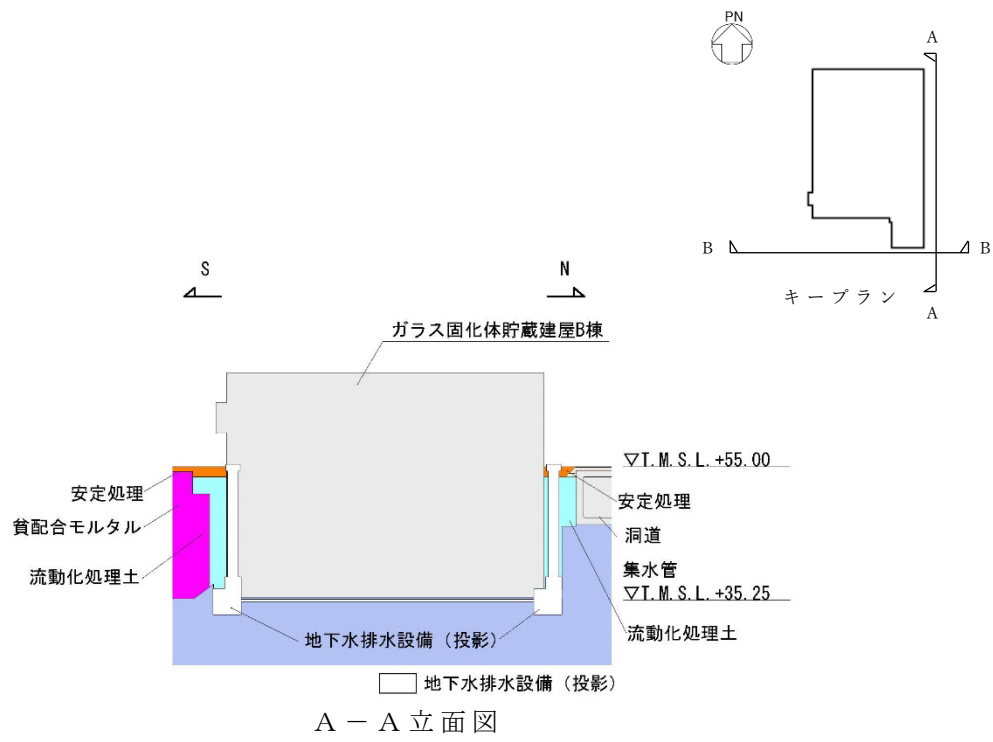 PN
A
B
B
キープラン
A
S
N
ガラス固化体貯蔵建屋B棟
▽T.M.S.L.+55.00
安定処理
安定処理
貧配合モルタル
洞道
集水管
流動化処理土
▽T.M.S.L.+35.25
流動化処理土
地下水排水設備（投影）
地下水排水設備（投影）
A－A立面図